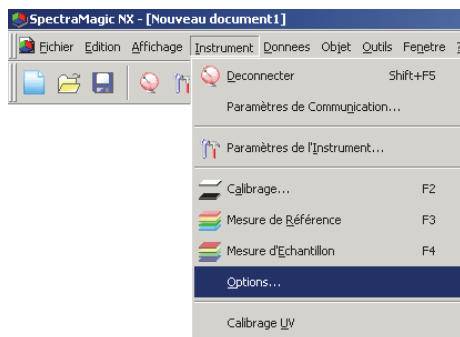 SpectraMagic NX - [Nouveau document1]
Fichier Edition Affichage Instrument Donnees Objet Outils Fenetre ?
Deconnecter Shift+F5
Paramètres de Communication...
Paramètres de l'Instrument...
Calibrage... F2
Mesure de Référence F3
Mesure d'Echantillon F4
Options...
Calibrage UV